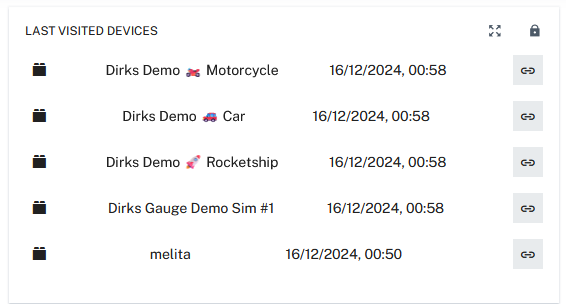 LAST VISITED DEVICES
Dirks Demo 🏍️ Motorcycle 16/12/2024, 00:58
Dirks Demo 🚗 Car 16/12/2024, 00:58
Dirks Demo 🚀 Rocketship 16/12/2024, 00:58
Dirks Gauge Demo Sim #1 16/12/2024, 00:58
melita 16/12/2024, 00:50